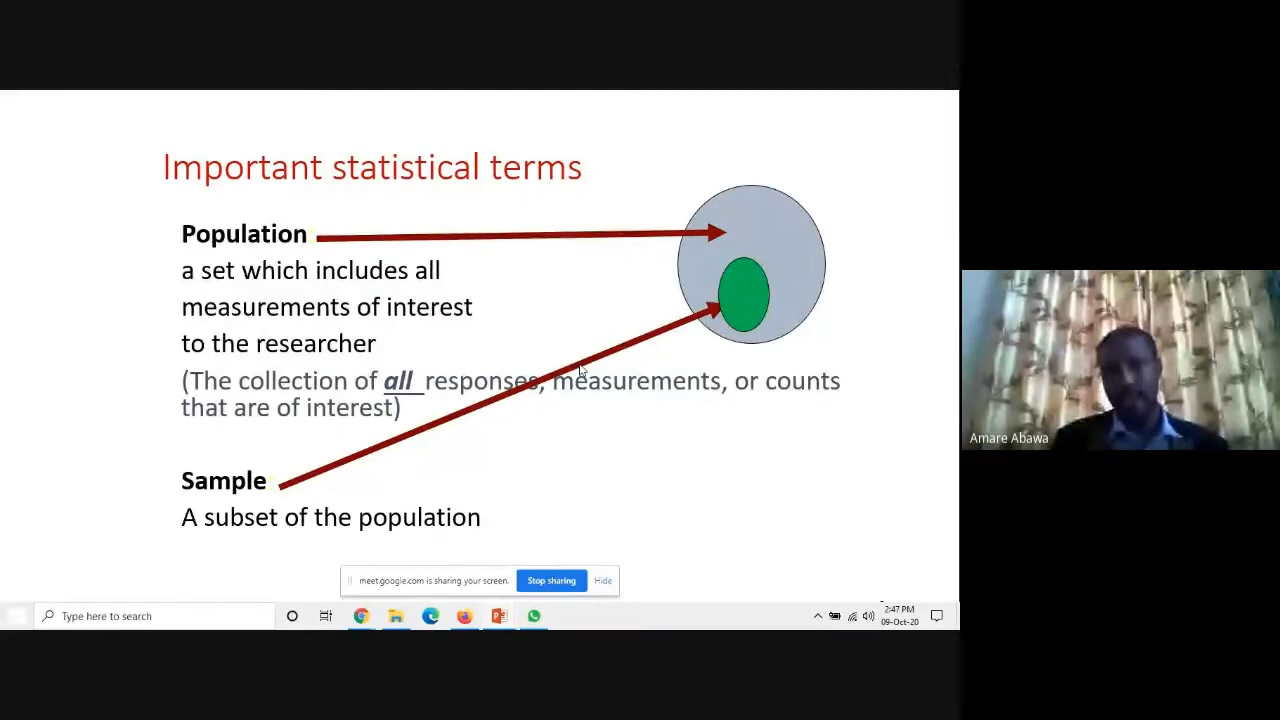 Important statistical terms
Population
a set which includes all
measurements of interest
to the researcher
(The collection of all responses, measurements, or counts
that are of interest)
Sample
A subset of the population
Amare Abawa
meet.google.com is sharing your screen.
Stop sharing
Hide
Type here to search
2:47 PM
09-Oct-20